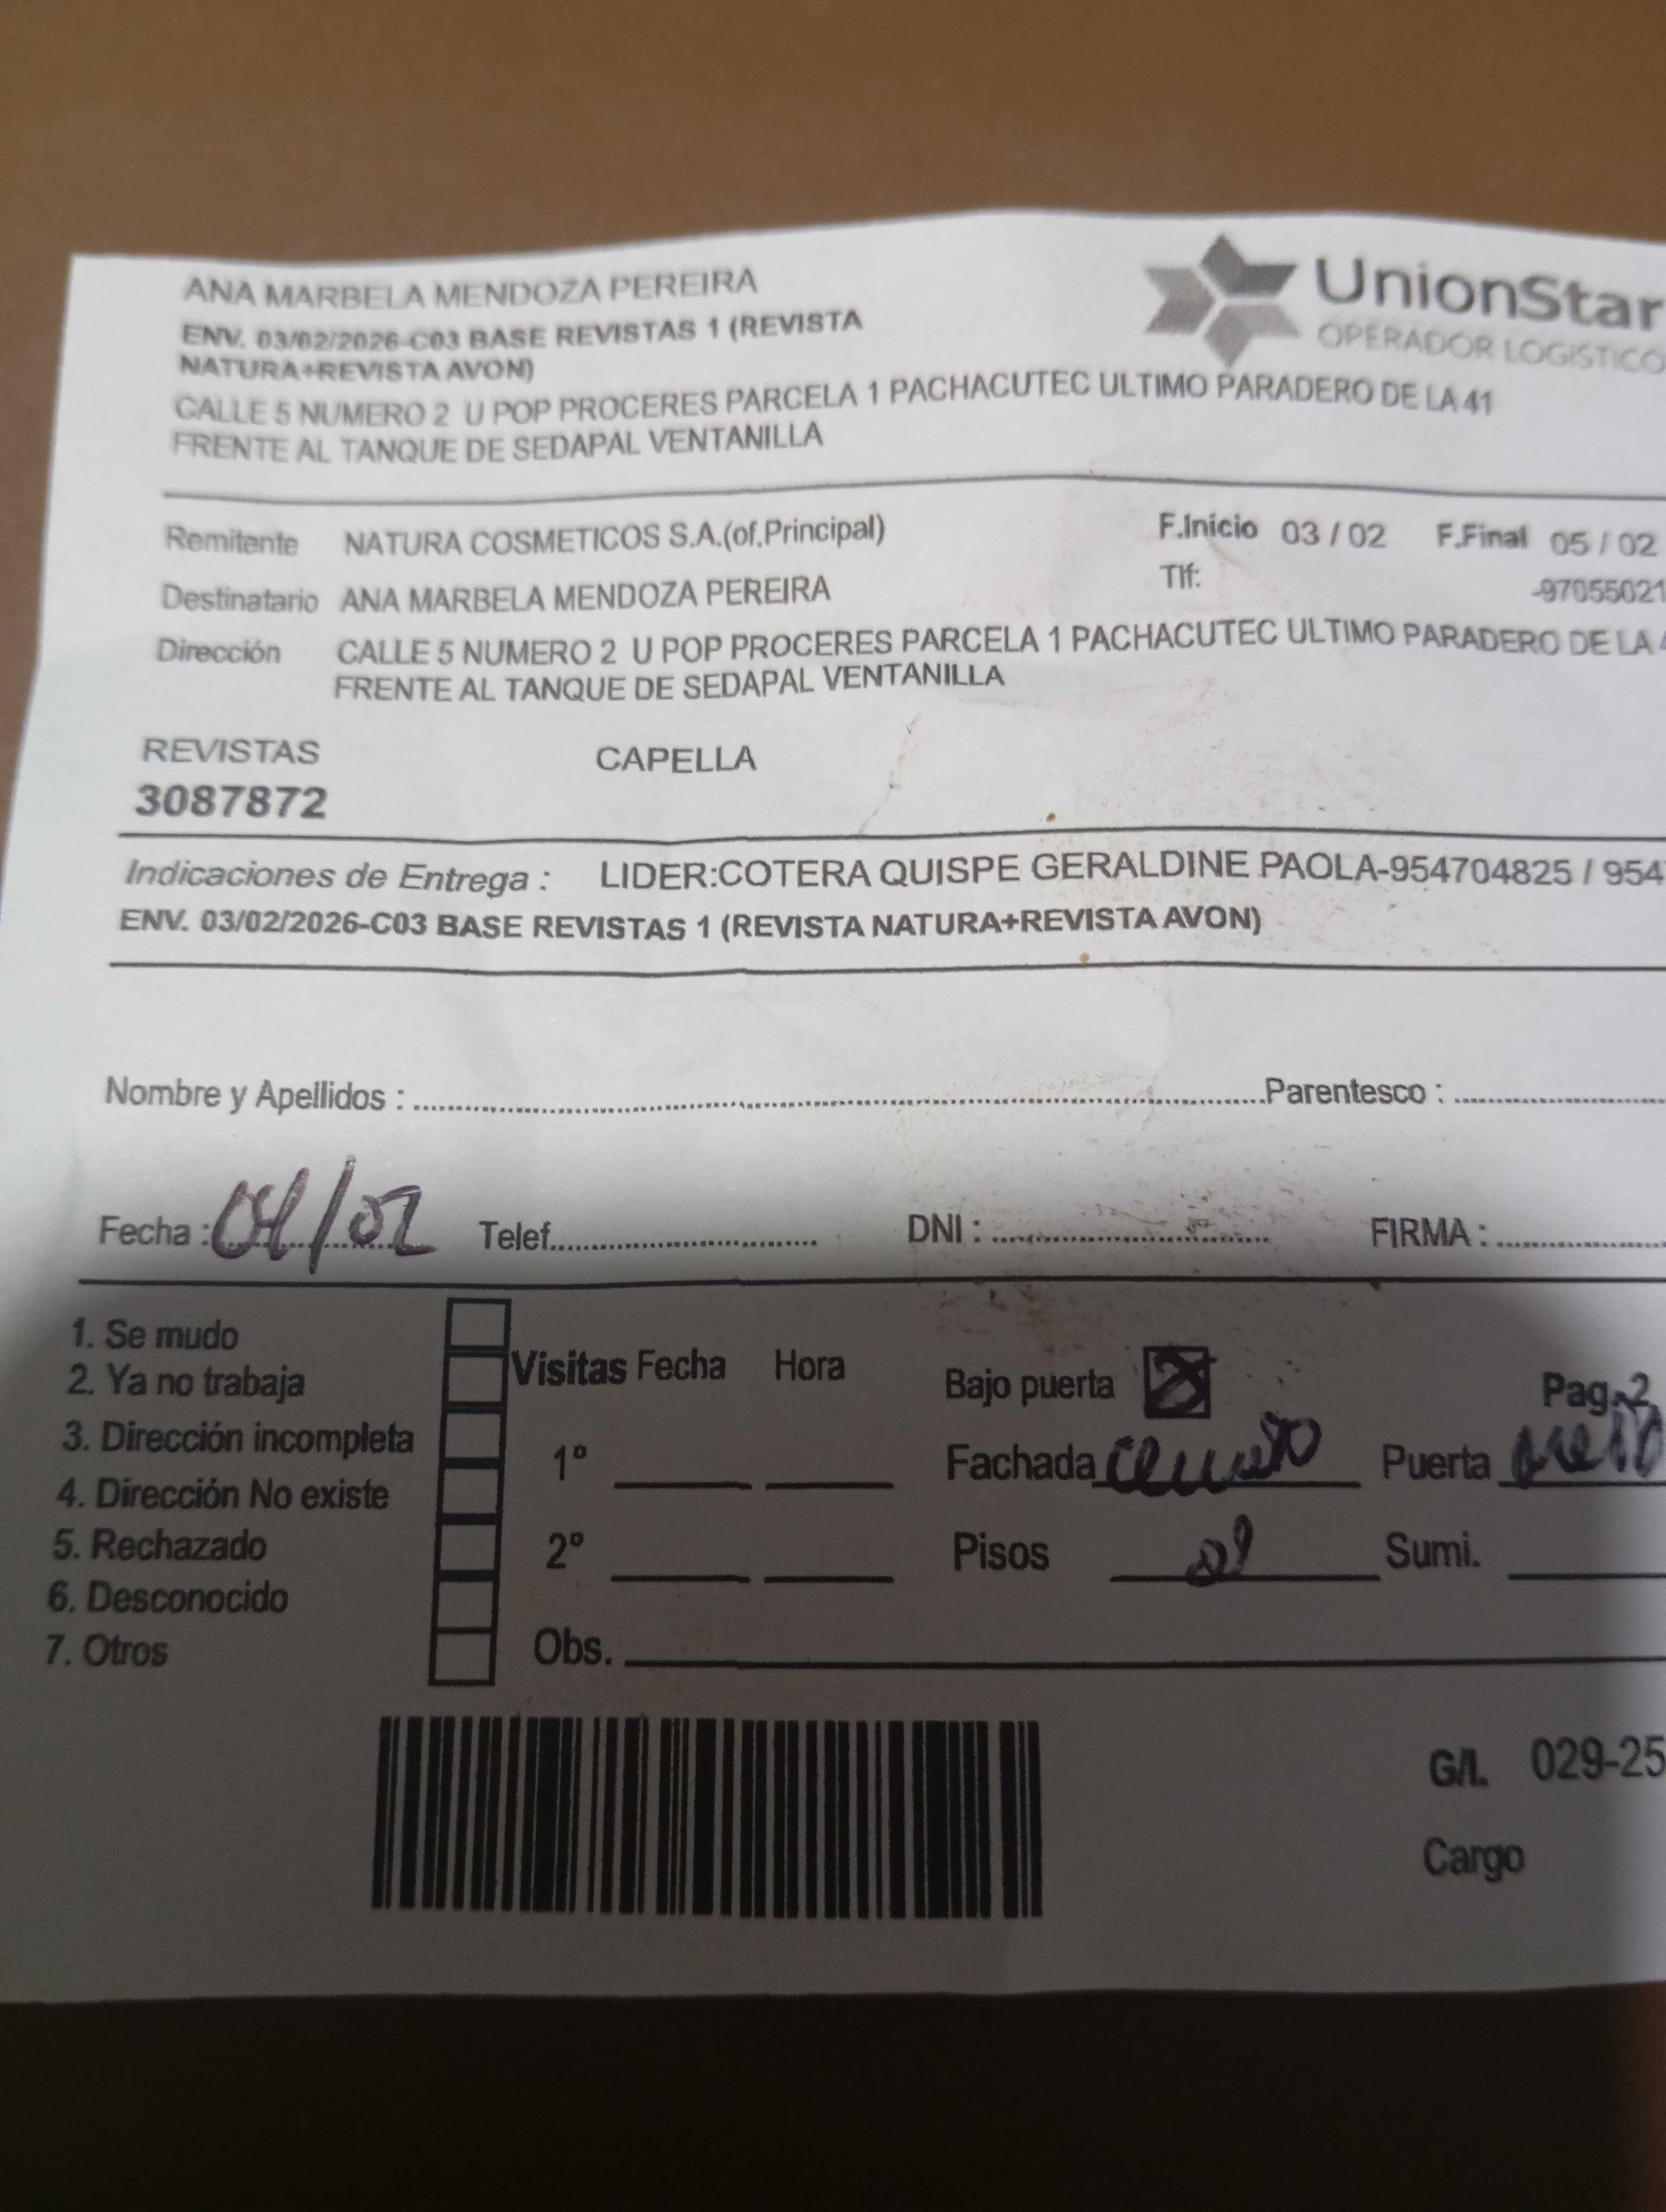 ANA MARBELA MENDOZA PEREIRA
ENV. 03/02/2026-C03 BASE REVISTAS 1 (REVISTA
NATURA+REVISTA AVON)
CALLE 5 NUMERO 2 U POP PROCERES PARCELA 1 PACHACUTEC ULTIMO PARADERO DE LA 41
FRENTE AL TANQUE DE SEDAPAL VENTANILLA
UnionStar
OPERADOR LOGíSTICO
Remitente NATURA COSMETICOS S.A.(of.Principal) F.Inicio 03 / 02 F.Final 05 / 02
Destinatario ANA MARBELA MENDOZA PEREIRA Tlf: -97055021
Dirección CALLE 5 NUMERO 2 U POP PROCERES PARCELA 1 PACHACUTEC ULTIMO PARADERO DE LA
FRENTE AL TANQUE DE SEDAPAL VENTANILLA
REVISTAS CAPELLA
3087872
Indicaciones de Entrega : LIDER:COTERA QUISPE GERALDINE PAOLA-954704825 / 954
ENV. 03/02/2026-C03 BASE REVISTAS 1 (REVISTA NATURA+REVISTA AVON)
Nombre y Apellidos : Parentesco :
Fecha : 04/02 Telef. DNI : FIRMA :
1. Se mudo
2. Ya no trabaja
3. Dirección incompleta
4. Dirección No existe
5. Rechazado
6. Desconocido
7. Otros
Visitas Fecha Hora
1º
2º
Obs.
Bajo puerta Pag. 2
Fachada cemento Puerta
Pisos 01 Sumi.
G/I. 029-25
Cargo